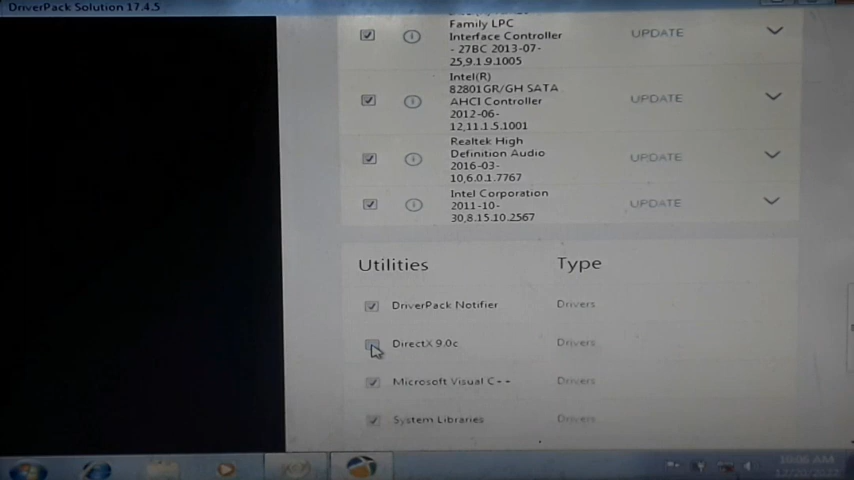 DriverPack Solution 17.4.5
Family LPC
Interface Controller
- 27BC 2013-07-
25,9.1.9.1005
UPDATE
Intel(R)
82801GR/GH SATA
AHCI Controller
2012-06-
12,11.1.5.1001
UPDATE
Realtek High
Definition Audio
2016-03-
10,6.0.1.7767
UPDATE
Intel Corporation
2011-10-
30,8.15.10.2567
UPDATE
Utilities
Type
DriverPack Notifier
Drivers
DirectX 9.0c
Drivers
Microsoft Visual C++
Drivers
System Libraries
Drivers
10:06 AM